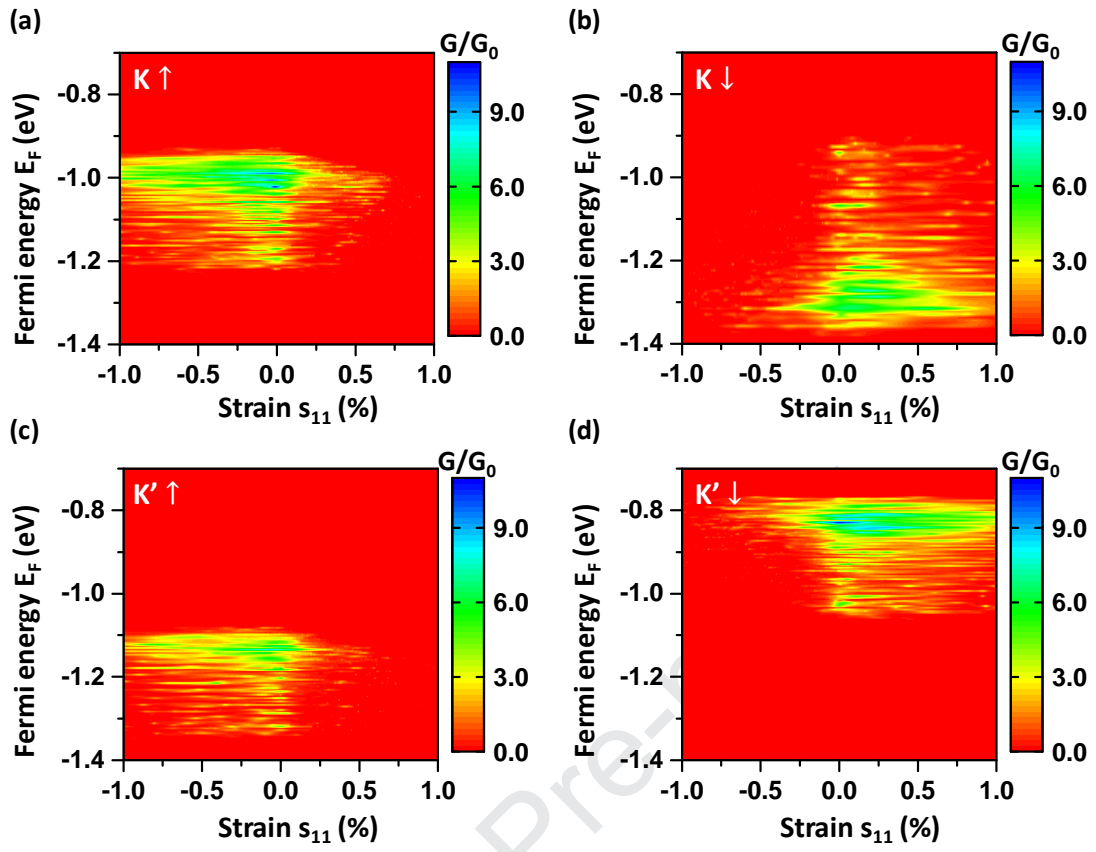 (a)
G/G₀
K ↑
Fermi energy E_F (eV)
-0.8
-1.0
-1.2
-1.4
-1.0 -0.5 0.0 0.5 1.0
Strain s₁₁ (%)
9.0
6.0
3.0
0.0
(b)
G/G₀
K ↓
Fermi energy E_F (eV)
-0.8
-1.0
-1.2
-1.4
-1.0 -0.5 0.0 0.5 1.0
Strain s₁₁ (%)
9.0
6.0
3.0
0.0
(c)
G/G₀
K' ↑
Fermi energy E_F (eV)
-0.8
-1.0
-1.2
-1.4
-1.0 -0.5 0.0 0.5 1.0
Strain s₁₁ (%)
9.0
6.0
3.0
0.0
(d)
G/G₀
K' ↓
Fermi energy E_F (eV)
-0.8
-1.0
-1.2
-1.4
-1.0 -0.5 0.0 0.5 1.0
Strain s₁₁ (%)
9.0
6.0
3.0
0.0
Pre-